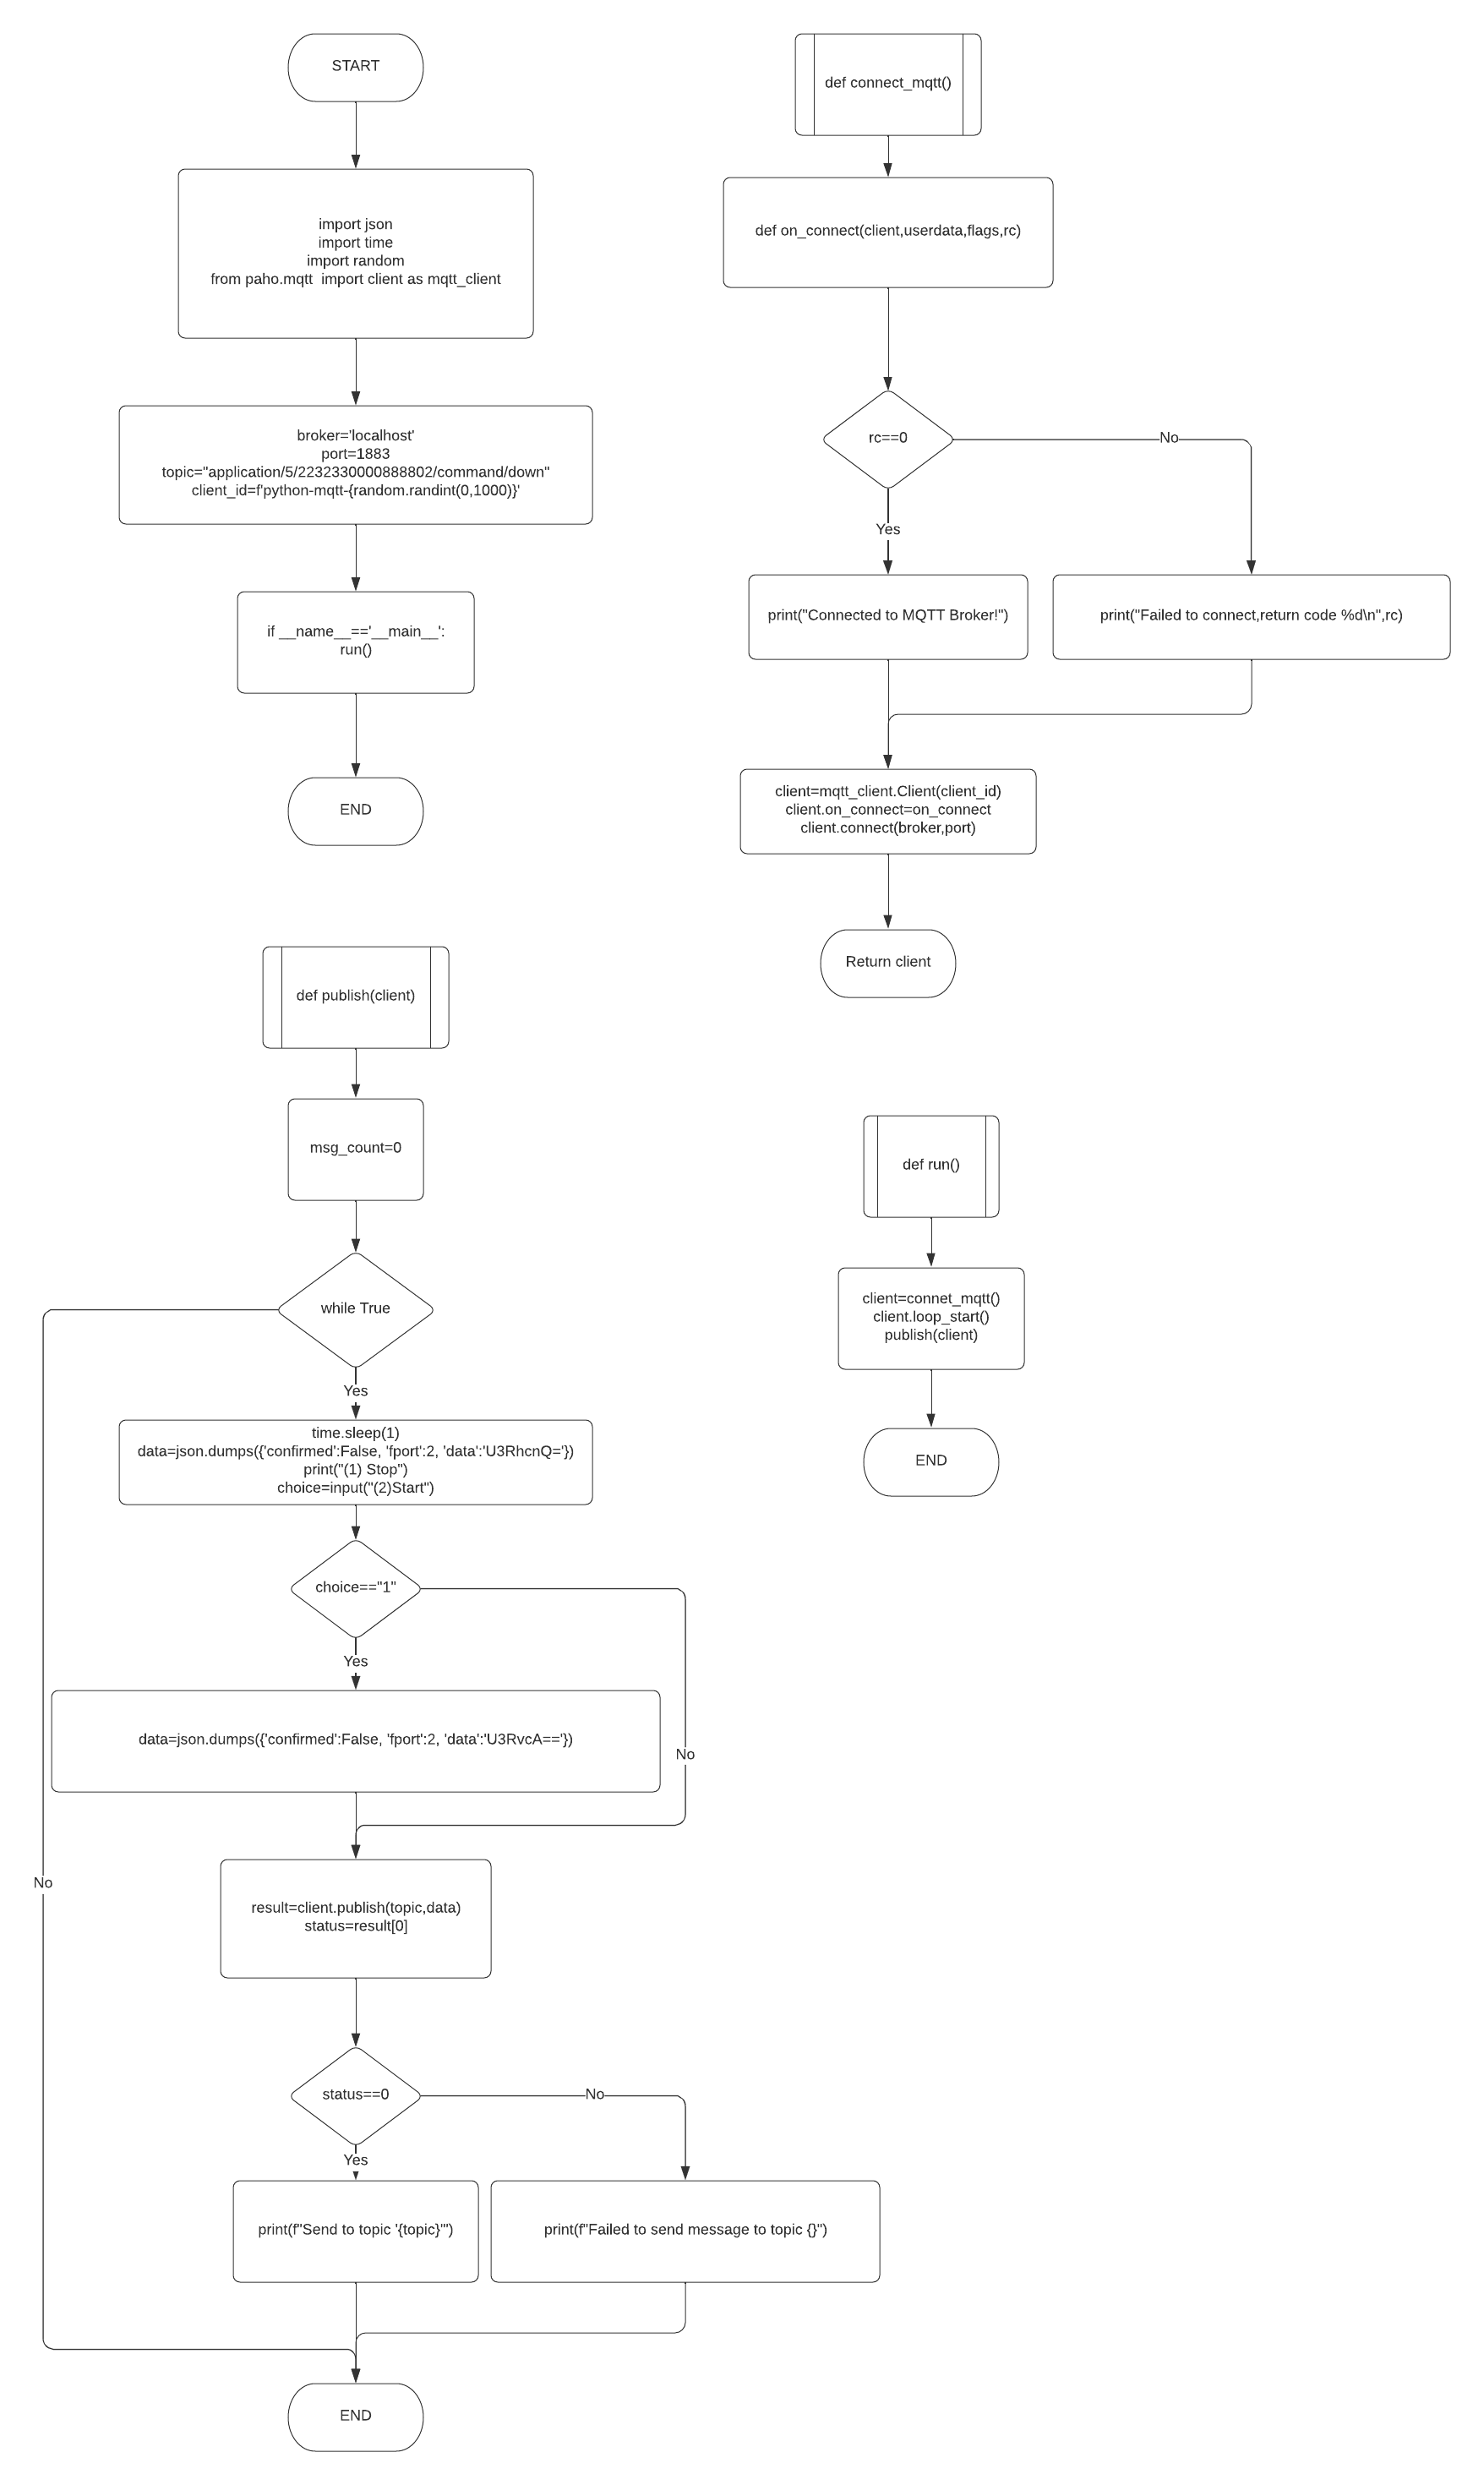 START
import json
import time
import random
from paho.mqtt  import client as mqtt_client
broker='localhost'
port=1883
topic="application/5/2232330000888802/command/down"
client_id=f'python-mqtt-{random.randint(0,1000)}'
if __name__=='__main__':
run()
END
def connect_mqtt()
def on_connect(client,userdata,flags,rc)
rc==0
No
Yes
print("Connected to MQTT Broker!")
print("Failed to connect,return code %d\n",rc)
client=mqtt_client.Client(client_id)
client.on_connect=on_connect
client.connect(broker,port)
Return client
def publish(client)
msg_count=0
while True
Yes
time.sleep(1)
data=json.dumps({'confirmed':False, 'fport':2, 'data':'U3RhcnQ='})
print("(1) Stop")
choice=input("(2)Start")
choice=="1"
Yes
data=json.dumps({'confirmed':False, 'fport':2, 'data':'U3RvcA=='})
No
No
result=client.publish(topic,data)
status=result[0]
status==0
No
Yes
print(f"Send to topic '{topic}'")
print(f"Failed to send message to topic {}")
END
def run()
client=connet_mqtt()
client.loop_start()
publish(client)
END